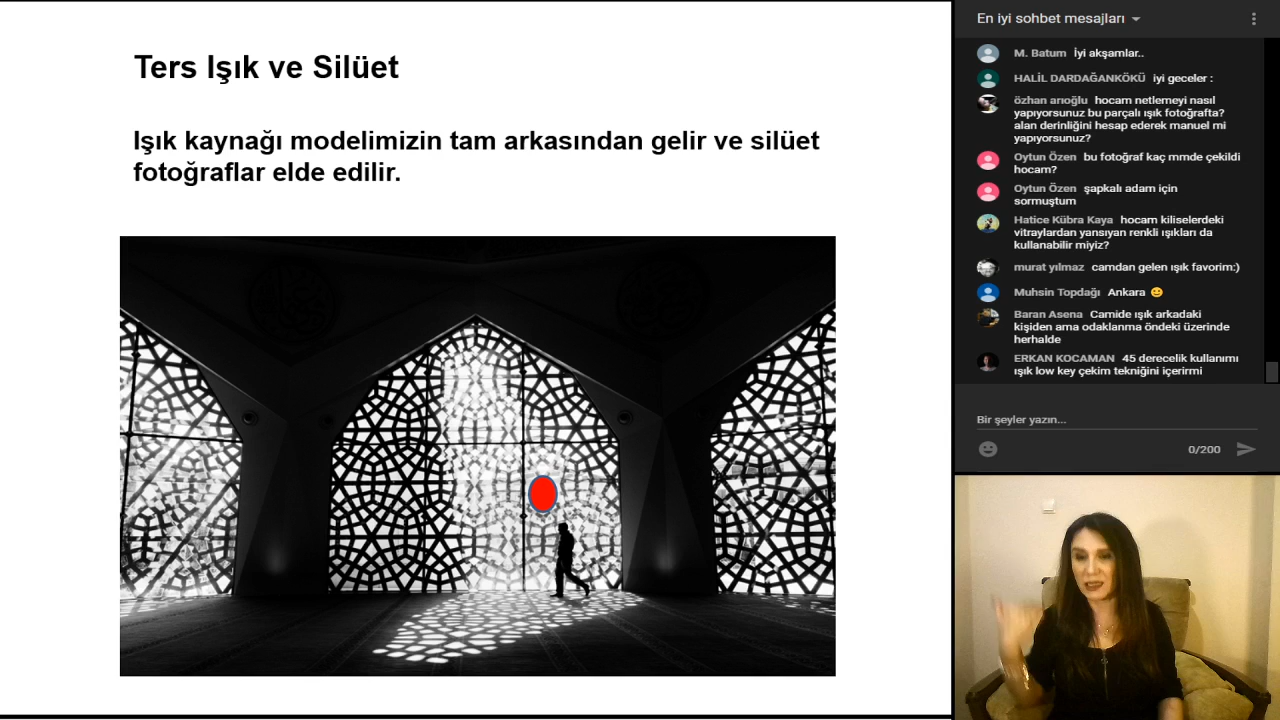 Ters Işık ve Silüet
Işık kaynağı modelimizin tam arkasından gelir ve silüet
fotoğraflar elde edilir.
En iyi sohbet mesajları
M. Batum İyi akşamlar..
HALİL DARDAĞANKÖKÜ iyi geceler :
özhan arıoğlu hocam netlemeyi nasıl
yapıyorsunuz bu parçalı ışık fotoğrafta?
alan derinliğini hesap ederek manuel mi
yapıyorsunuz?
Oytun Özen bu fotoğraf kaç mmde çekildi
hocam?
Oytun Özen şapkalı adam için
sormuştum
Hatice Kübra Kaya hocam kiliselerdeki
vitraylardan yansıyan renkli ışıkları da
kullanabilir miyiz?
murat yılmaz camdan gelen ışık favorim:)
Muhsin Topdağı Ankara 😊
Baran Asena Camide ışık arkadaki
kişiden ama odaklanma öndeki üzerinde
herhalde
ERKAN KOCAMAN 45 derecelik kullanımı
ışık low key çekim tekniğini içerirmi
Bir şeyler yazın...
0/200